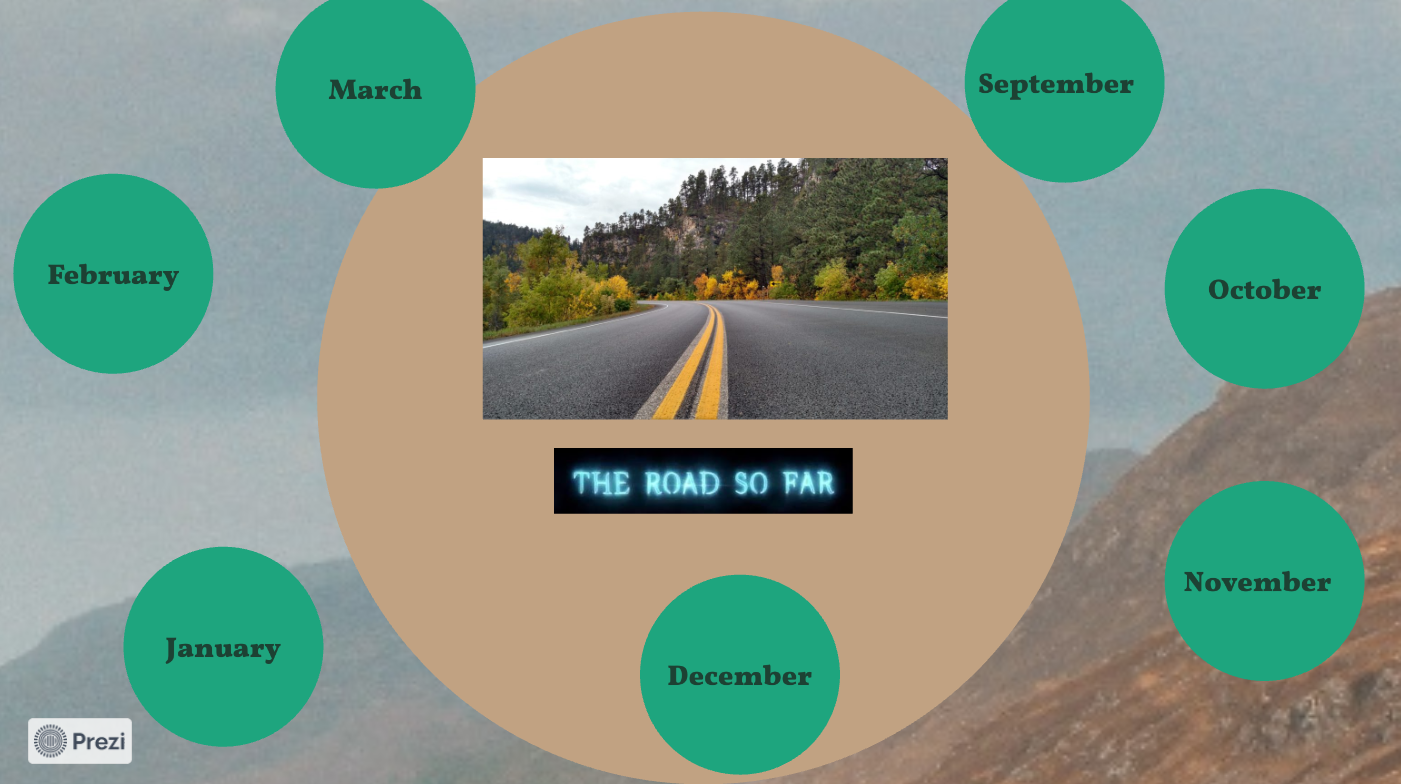 March
September
February
October
THE ROAD SO FAR
November
January
December
Prezi